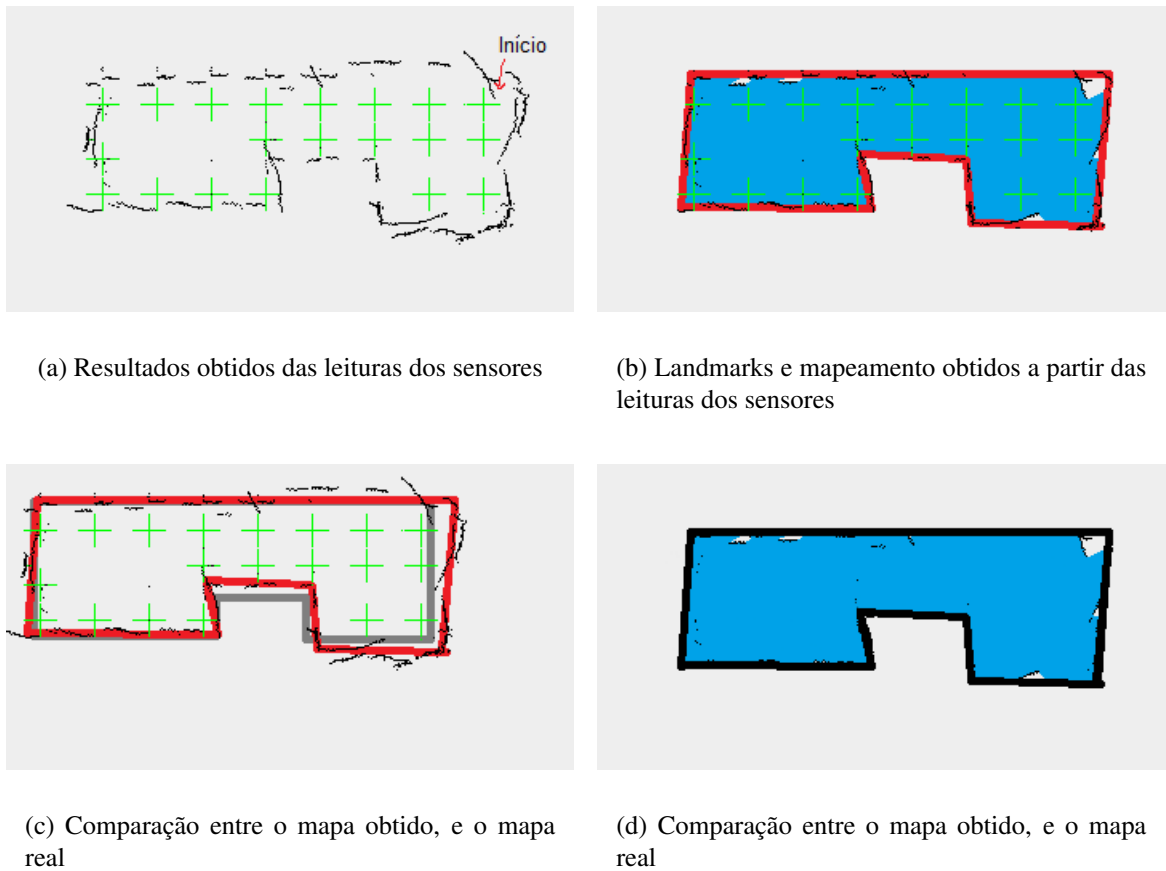 Início
(a) Resultados obtidos das leituras dos sensores
(b) Landmarks e mapeamento obtidos a partir das
leituras dos sensores
(c) Comparação entre o mapa obtido, e o mapa
real
(d) Comparação entre o mapa obtido, e o mapa
real